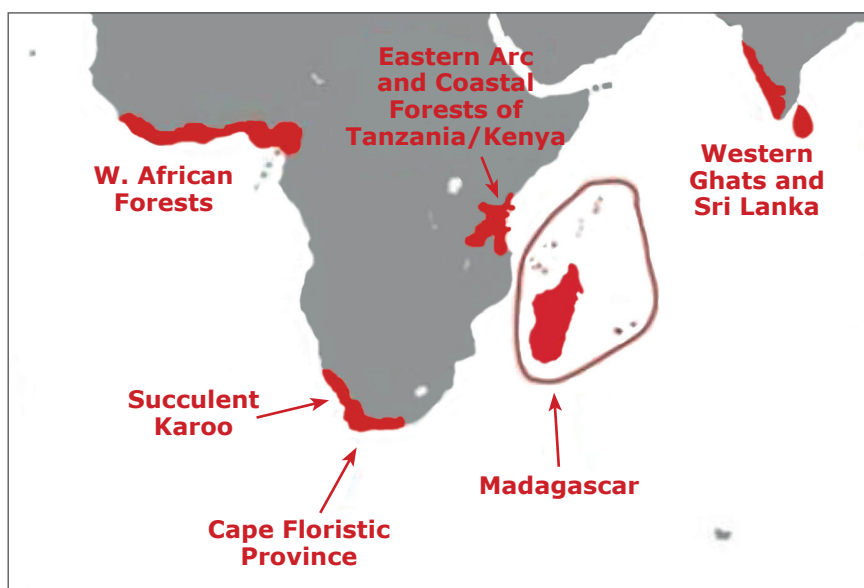 Eastern Arc
and Coastal
Forests of
Tanzania/Kenya
W. African
Forests
Western
Ghats and
Sri Lanka
Succulent
Karoo
Madagascar
Cape Floristic
Province